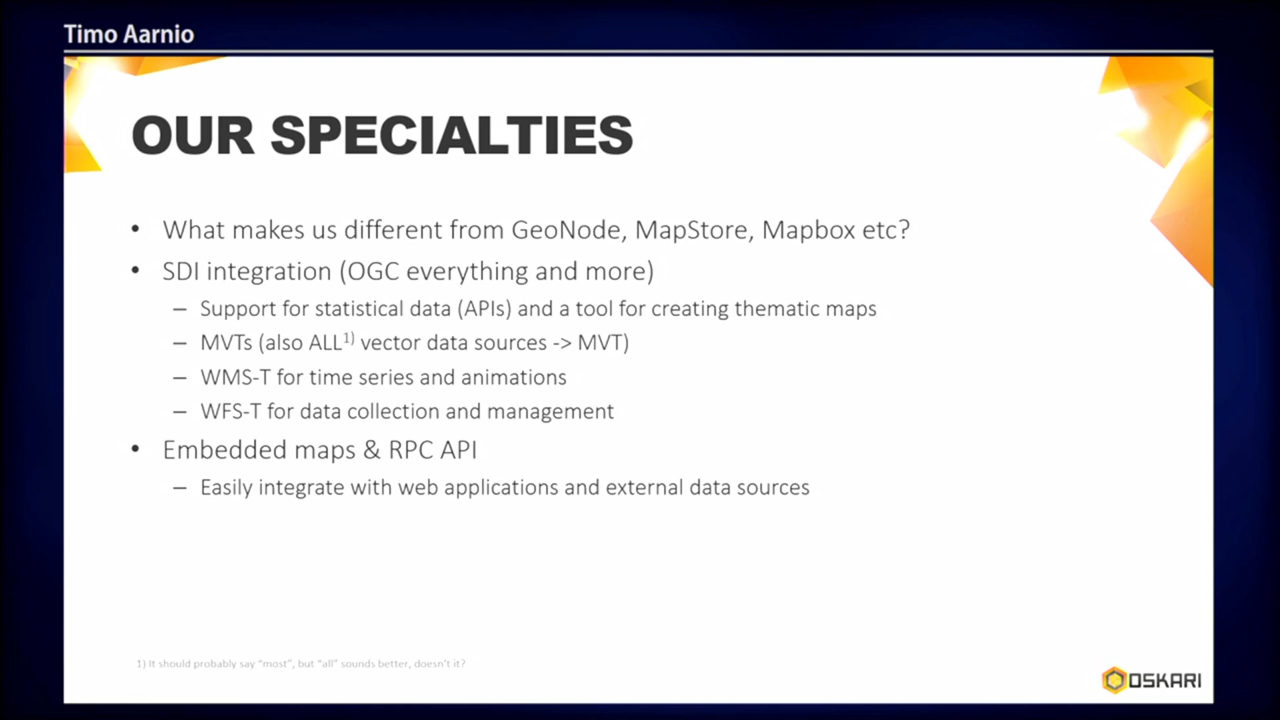 Timo Aarnio
OUR SPECIALTIES
• What makes us different from GeoNode, MapStore, Mapbox etc?
• SDI integration (OGC everything and more)
– Support for statistical data (APIs) and a tool for creating thematic maps
– MVTs (also ALL1) vector data sources -> MVT)
– WMS-T for time series and animations
– WFS-T for data collection and management
• Embedded maps & RPC API
– Easily integrate with web applications and external data sources
1) It should probably say "most", but "all" sounds better, doesn't it?
OSKARI